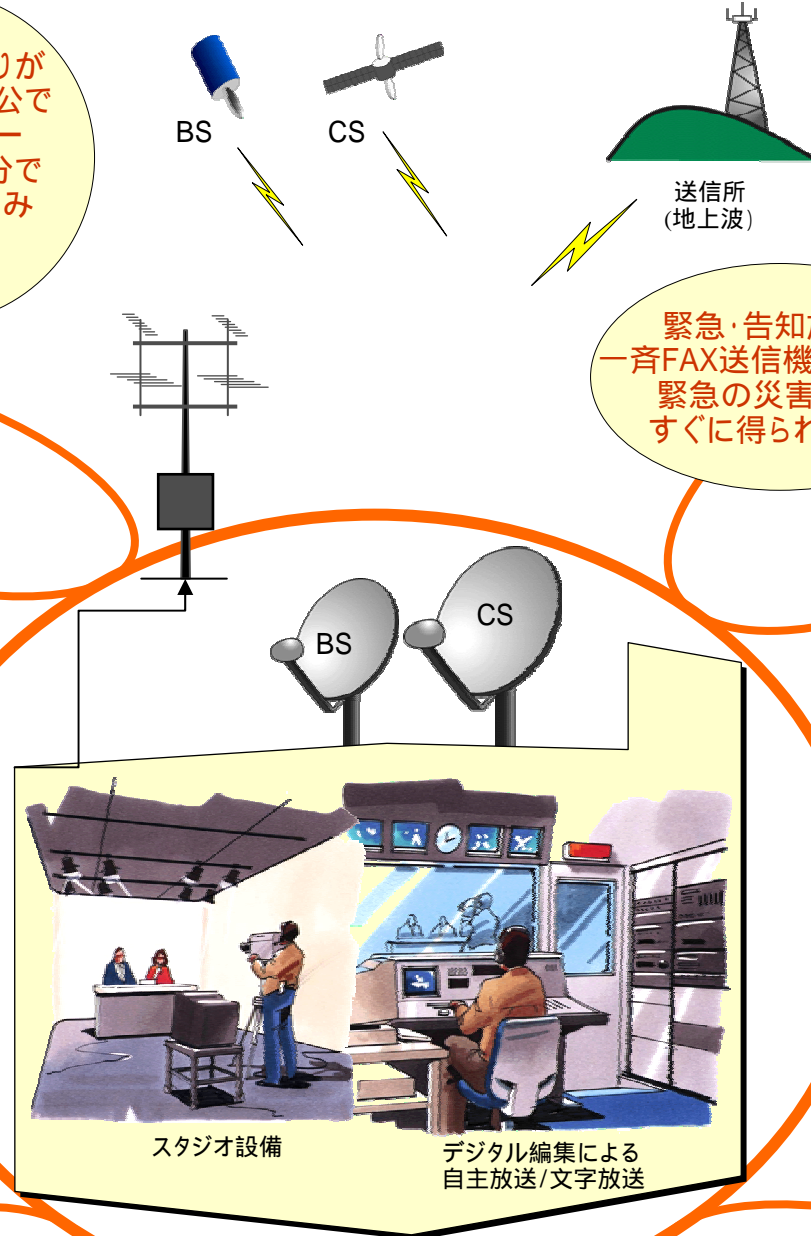 りが
公で
ー
分で
み
BS
CS
送信所
(地上波)
緊急・告知放
一斉FAX送信機
緊急の災害
すぐに得られ
BS
CS
スタジオ設備
デジタル編集による
自主放送/文字放送